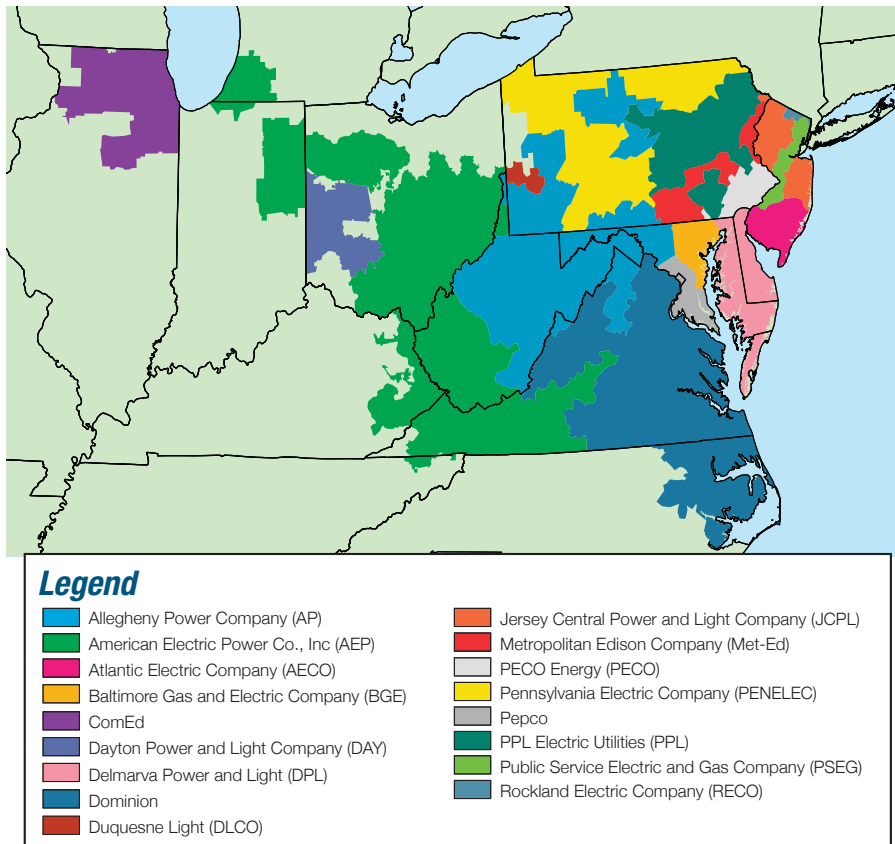 Legend
Allegheny Power Company (AP)
American Electric Power Co., Inc (AEP)
Atlantic Electric Company (AECO)
Baltimore Gas and Electric Company (BGE)
ComEd
Dayton Power and Light Company (DAY)
Delmarva Power and Light (DPL)
Dominion
Duquesne Light (DLCO)
Jersey Central Power and Light Company (JCPL)
Metropolitan Edison Company (Met-Ed)
PECO Energy (PECO)
Pennsylvania Electric Company (PENELEC)
Pepco
PPL Electric Utilities (PPL)
Public Service Electric and Gas Company (PSEG)
Rockland Electric Company (RECO)